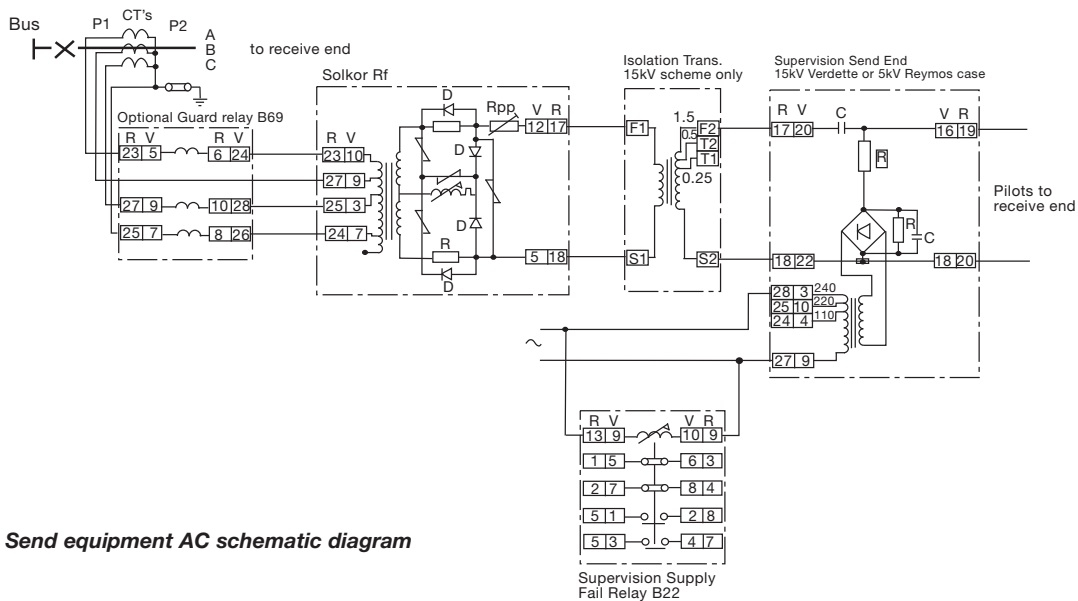 Bus
P1 CT's P2
A
B
C
to receive end
Optional Guard relay B69
R V R V
23 5 6 24
27 9 10 28
25 7 8 26
Solkor Rf
R V
23 10
27 9
25 3
24 7
D
Rpp
D
D
R
D
V R
12 17
5 18
Isolation Trans.
15kV scheme only
F1
S1
1.5
0.5
0.25
F2
T2
T1
S2
Supervision Send End
15kV Verdette or 5kV Reymos case
R V
17 20
C
V R
16 19
R
R
C
18 22
18 20
28 3 240
25 10 220
24 4 110
27 9
Pilots to
receive end
R V V R
13 9 10 9
1 5 6 3
2 7 8 4
5 1 2 8
5 3 4 7
Supervision Supply
Fail Relay B22
Send equipment AC schematic diagram